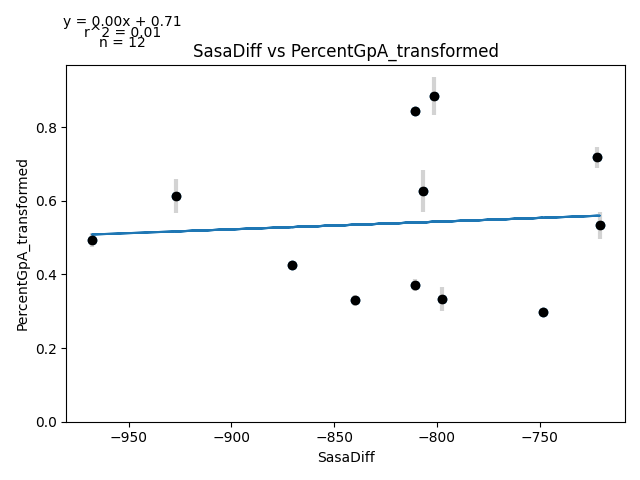 y = 0.00x + 0.71
r^2 = 0.01
n = 12
SasaDiff vs PercentGpA_transformed
PercentGpA_transformed
0.8
0.6
0.4
0.2
0.0
−950
−900
−850
−800
−750
SasaDiff